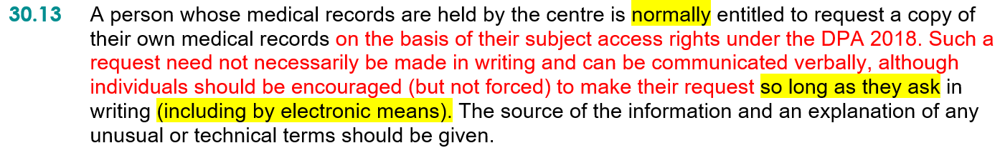 30.13 A person whose medical records are held by the centre is normally entitled to request a copy of
their own medical records on the basis of their subject access rights under the DPA 2018. Such a
request need not necessarily be made in writing and can be communicated verbally, although
individuals should be encouraged (but not forced) to make their request so long as they ask in
writing (including by electronic means). The source of the information and an explanation of any
unusual or technical terms should be given.